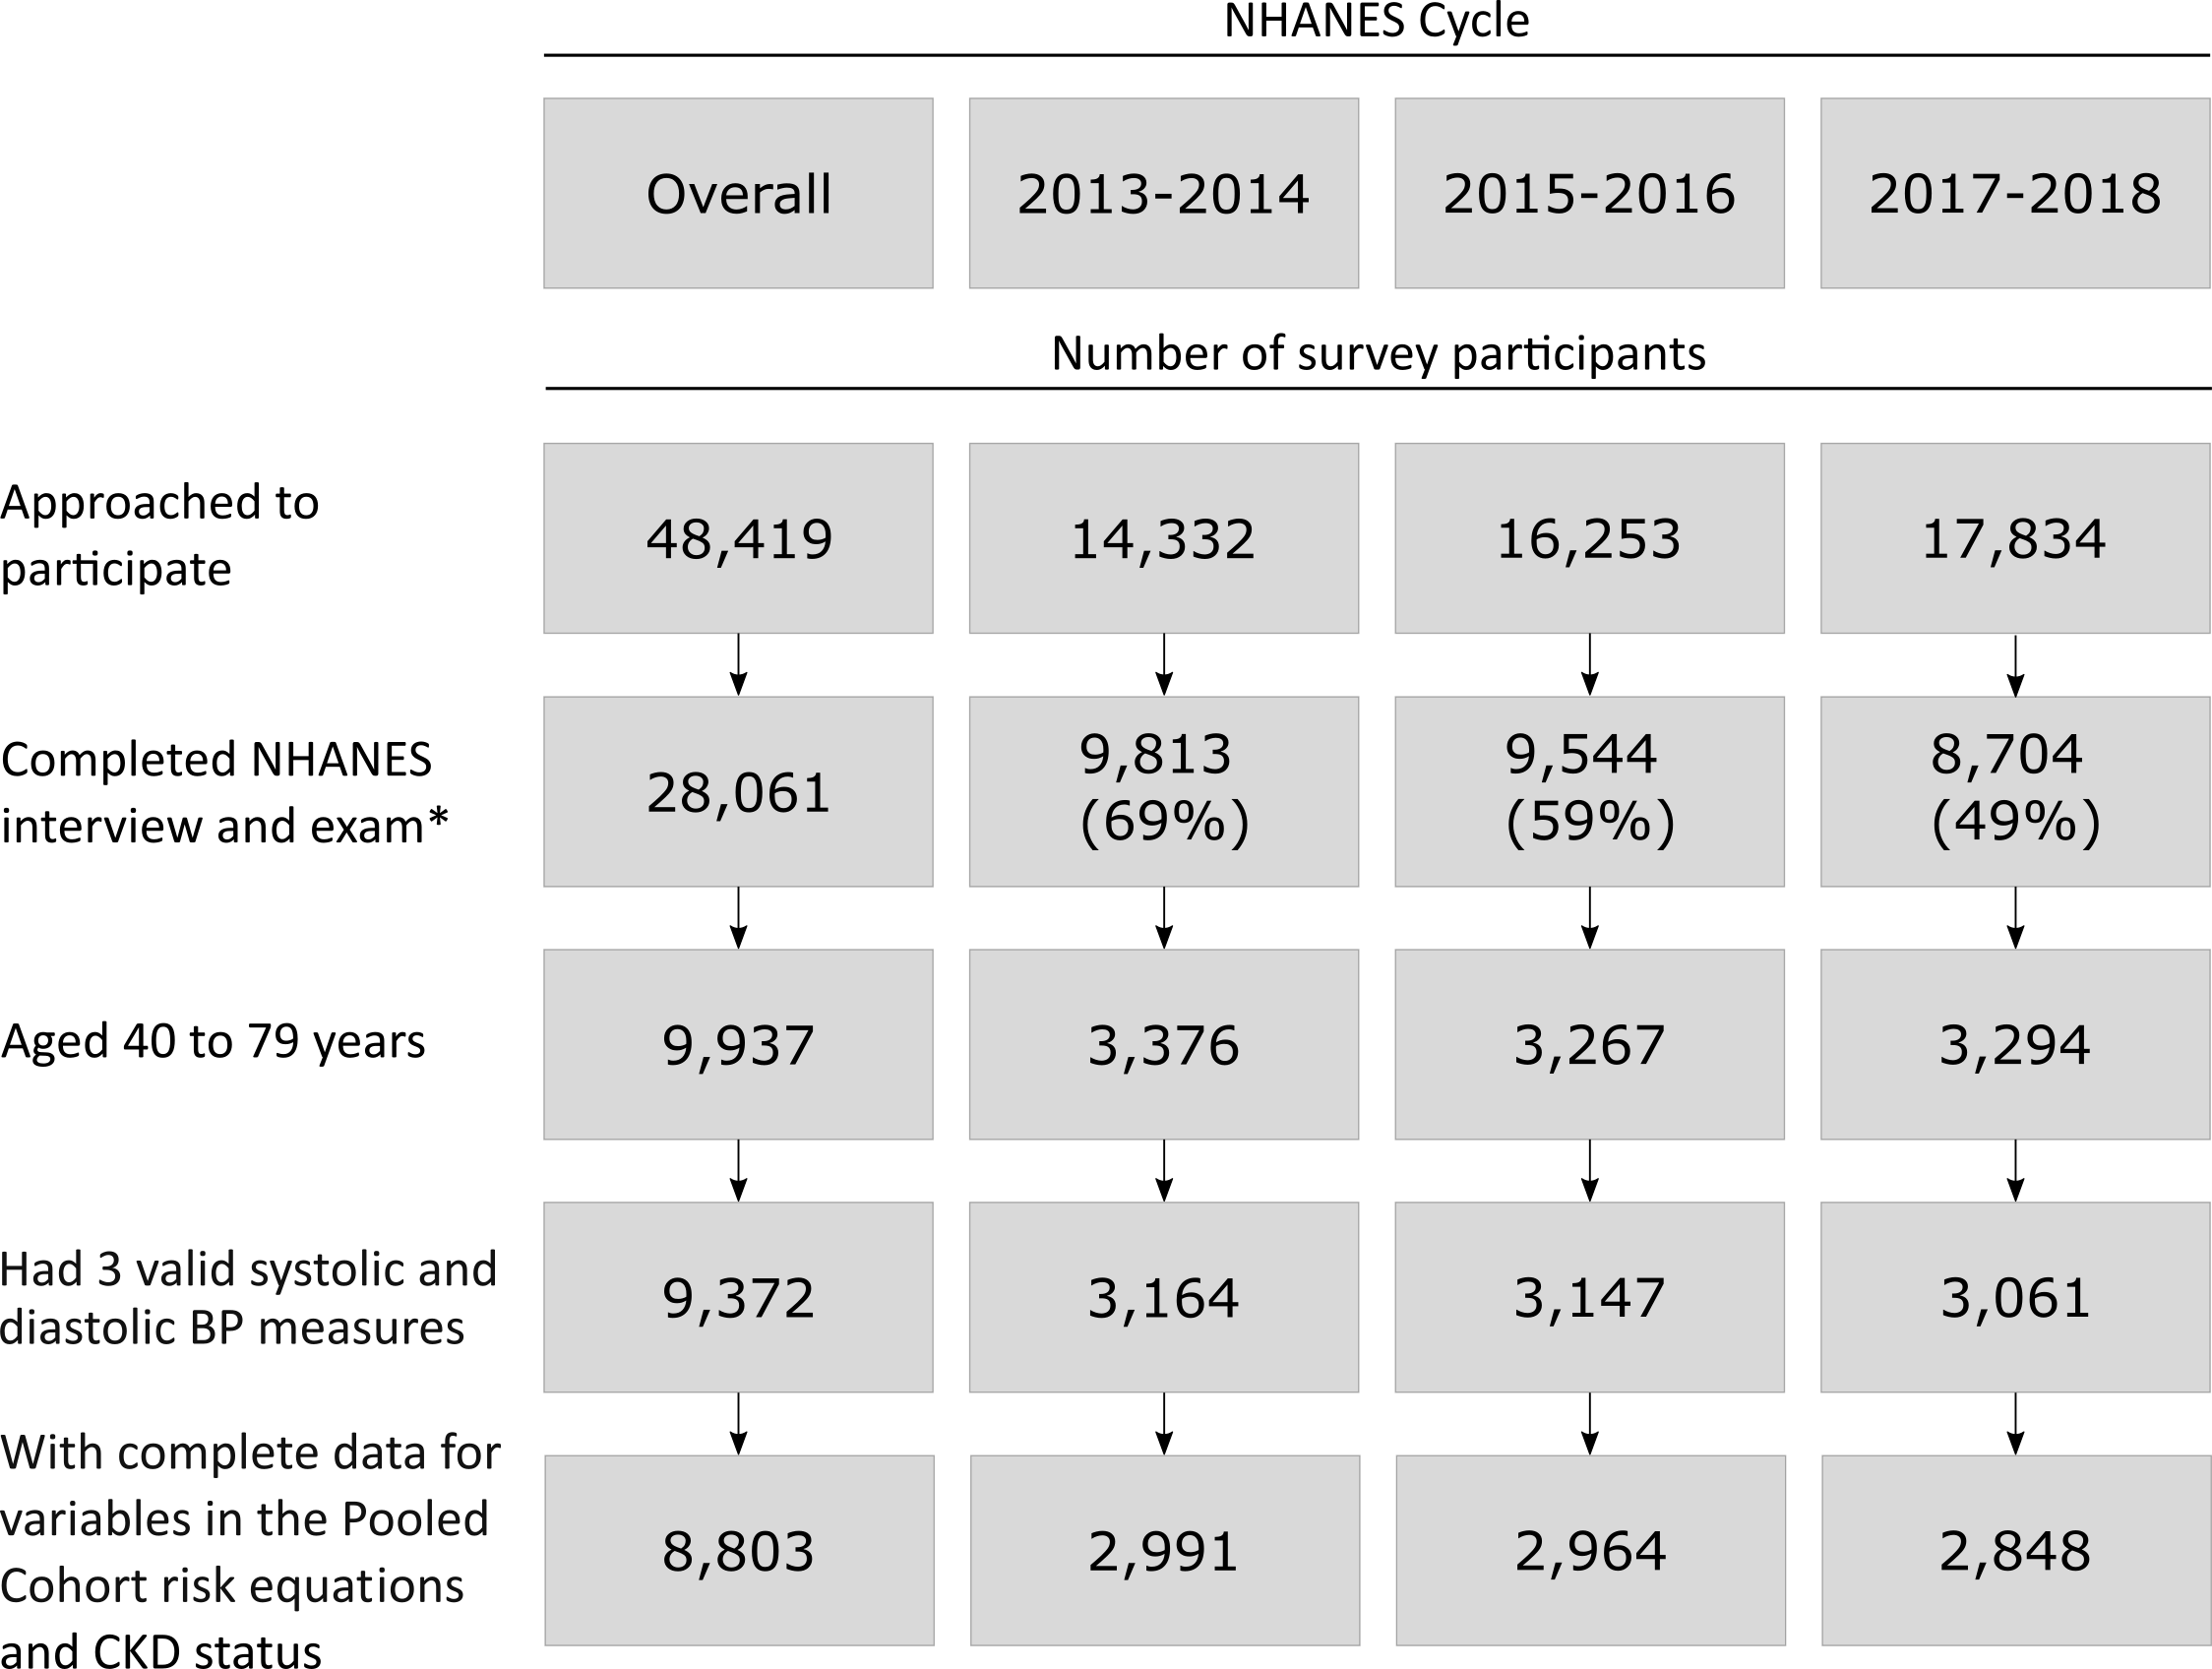 NHANES Cycle
Overall
2013-2014
2015-2016
2017-2018
Number of survey participants
Approached to
participate
48,419
14,332
16,253
17,834
Completed NHANES
interview and exam*
28,061
9,813
(69%)
9,544
(59%)
8,704
(49%)
Aged 40 to 79 years
9,937
3,376
3,267
3,294
Had 3 valid systolic and
diastolic BP measures
9,372
3,164
3,147
3,061
With complete data for
variables in the Pooled
Cohort risk equations
and CKD status
8,803
2,991
2,964
2,848